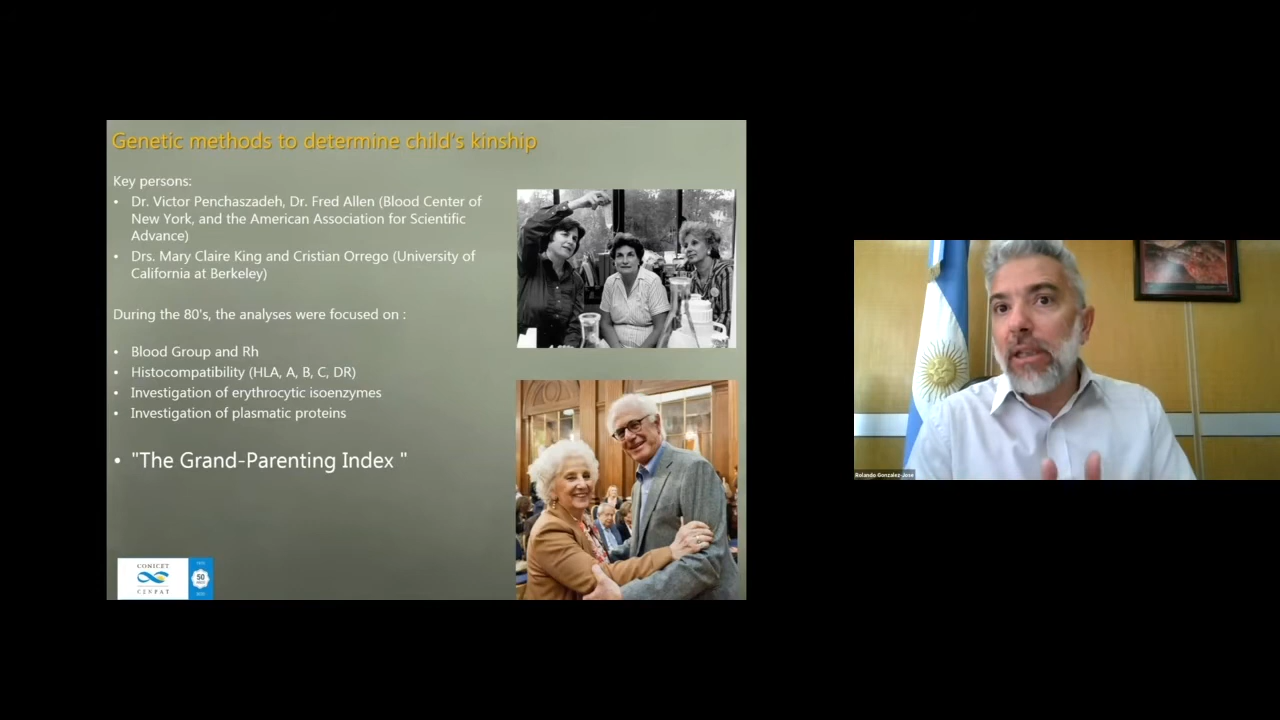 Genetic methods to determine child's kinship
Key persons:
• Dr. Victor Penchaszadeh, Dr. Fred Allen (Blood Center of
New York, and the American Association for Scientific
Advance)
• Drs. Mary Claire King and Cristian Orrego (University of
California at Berkeley)
During the 80's, the analyses were focused on :
• Blood Group and Rh
• Histocompatibility (HLA, A, B, C, DR)
• Investigation of erythrocytic isoenzymes
• Investigation of plasmatic proteins
• "The Grand-Parenting Index "
CONICET
CENPAT
50
Rolando Gonzalez-José